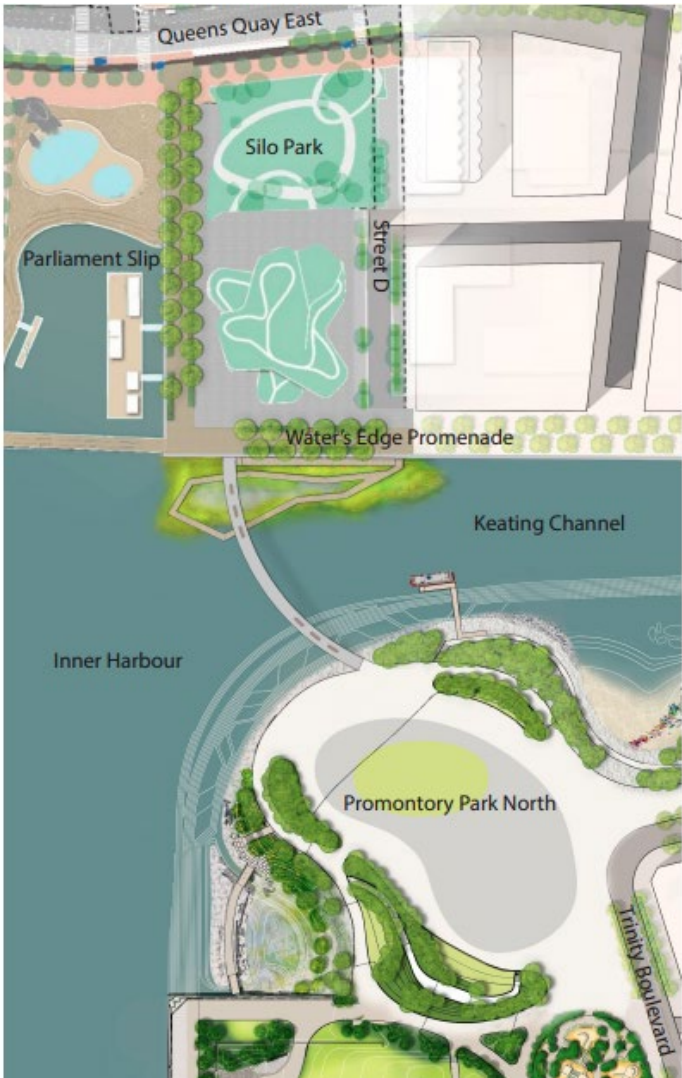 Queens Quay East
Silo Park
Parliament Slip
Street D
Water's Edge Promenade
Keating Channel
Inner Harbour
Promontory Park North
Trinity Boulevard